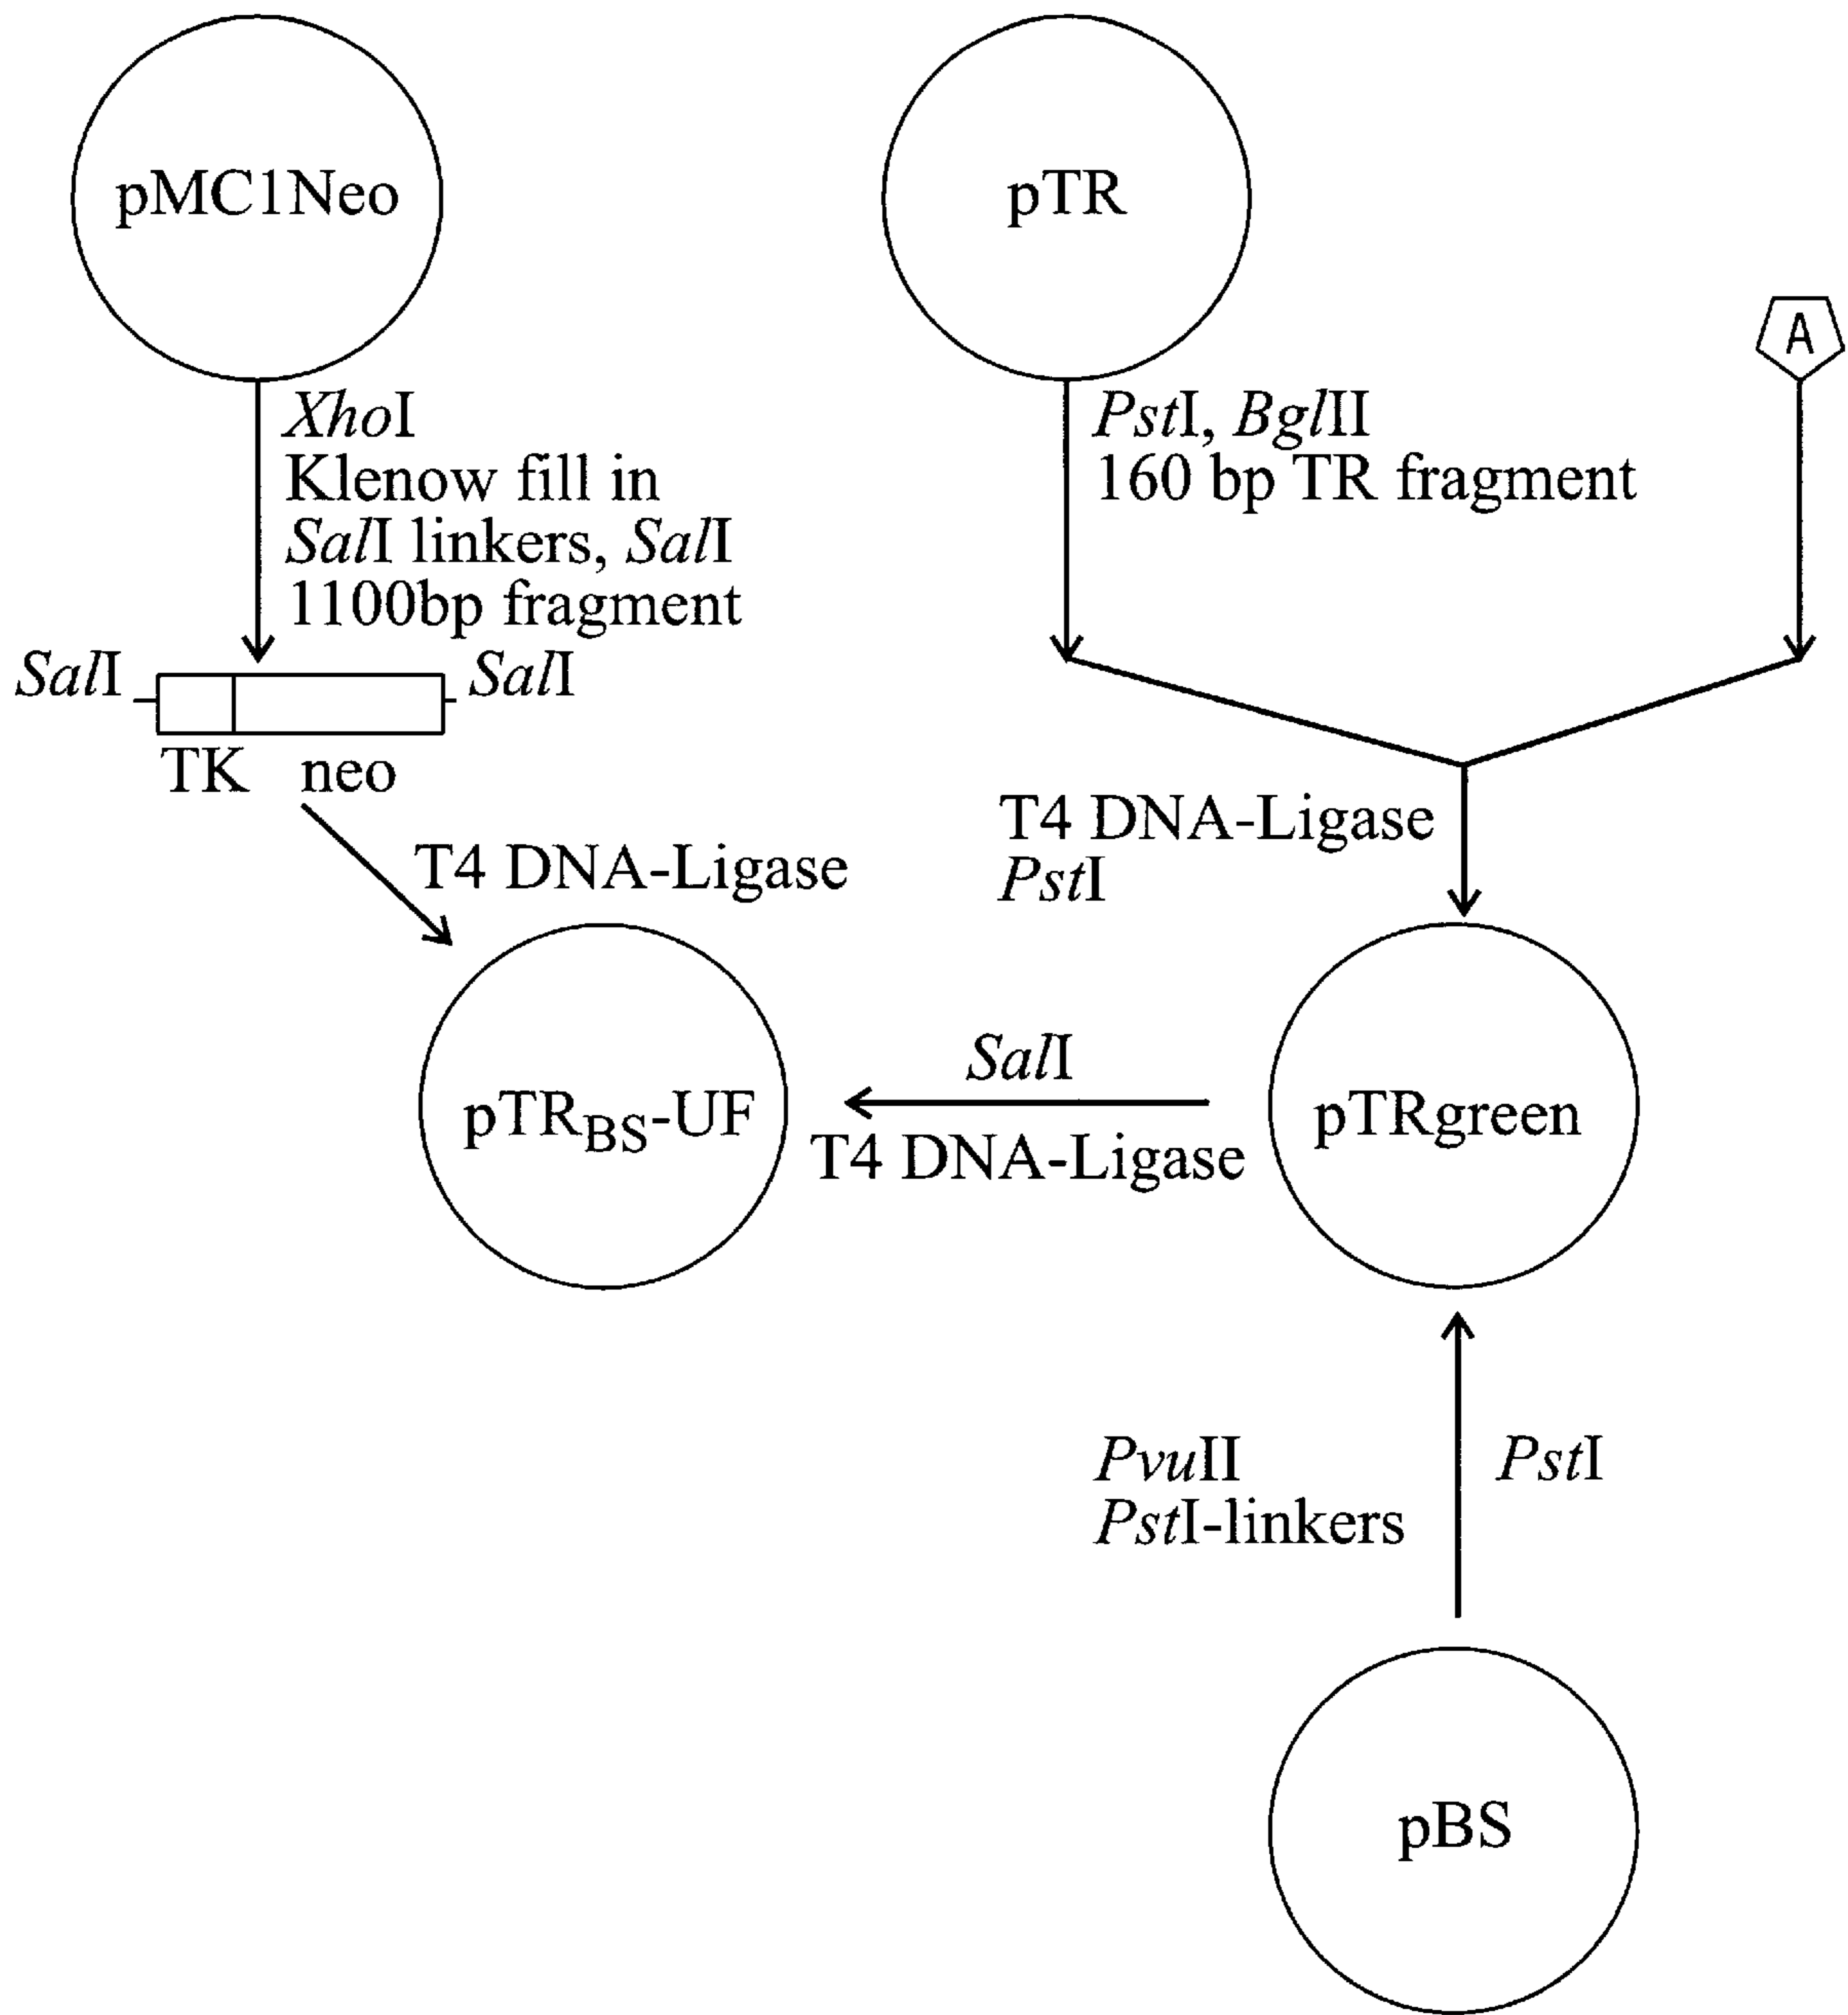 pMC1Neo
pTR
A
XhoI
Klenow fill in
SalI linkers, SalI
1100bp fragment
PstI, BglII
160 bp TR fragment
SalI
SalI
TK neo
T4 DNA-Ligase
T4 DNA-Ligase
PstI
pTRBS-UF
SalI
T4 DNA-Ligase
pTRgreen
PvuII
PstI-linkers
PstI
pBS